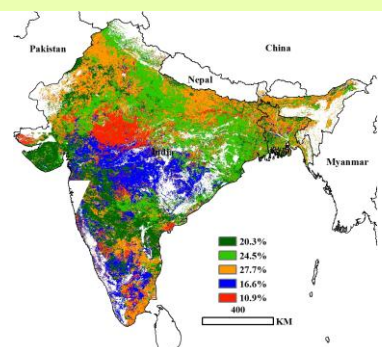 Pakistan
China
Nepal
India
Myanmar
20.3%
24.5%
27.7%
16.6%
10.9%
400
KM